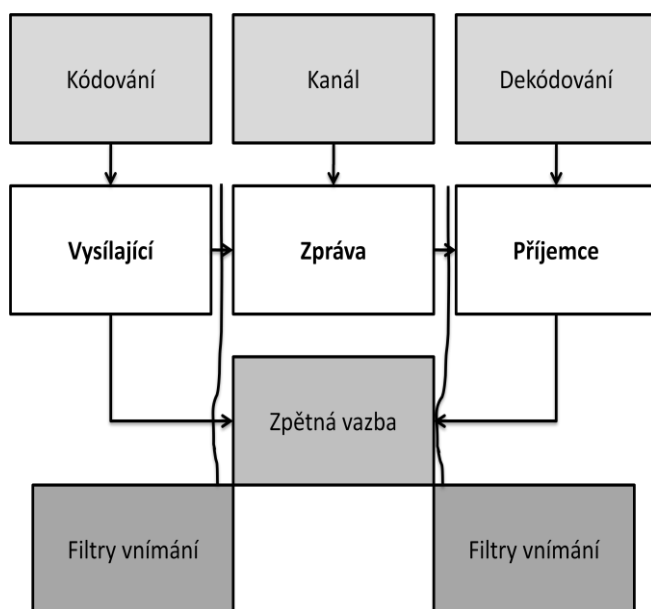 Kódování
Kanál
Dekódování
Vysílající
Zpráva
Příjemce
Zpětná vazba
Filtry vnímání
Filtry vnímání